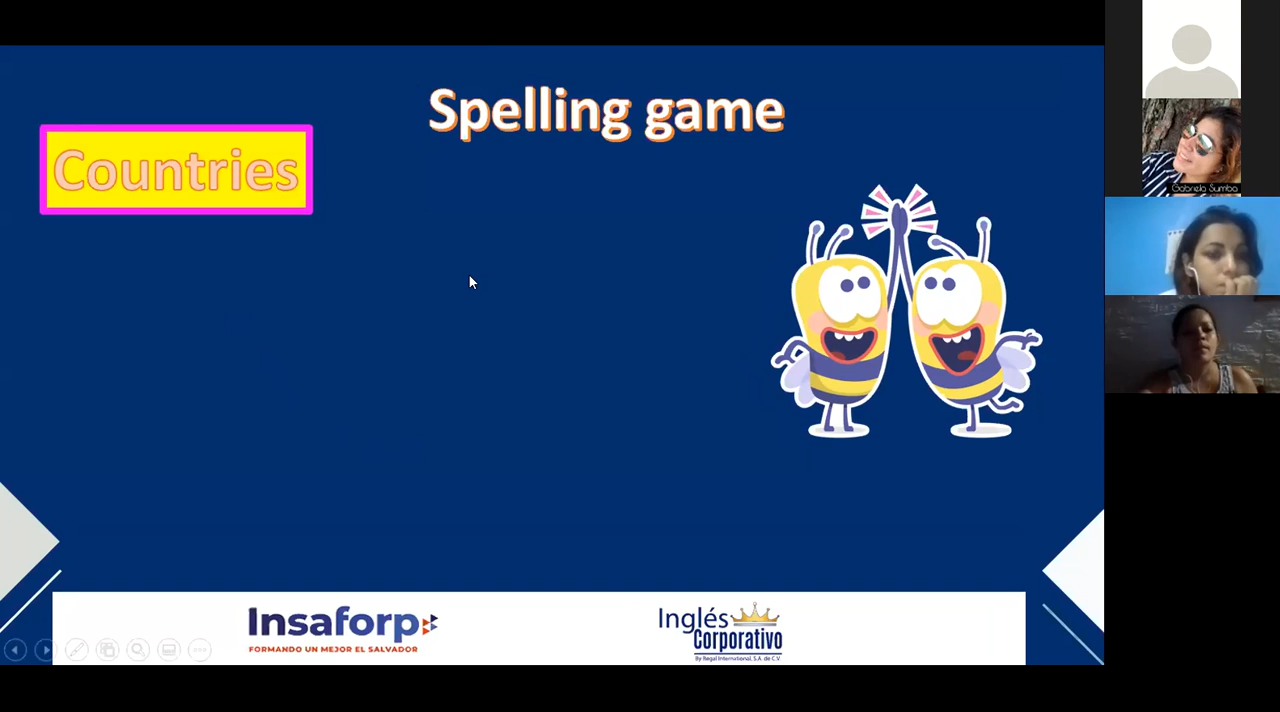 Spelling game
Countries
Gabriela Sumba
Insaforp
FORMANDO UN MEJOR EL SALVADOR
Inglés
Corporativo
By Regal International, S.A. de C.V